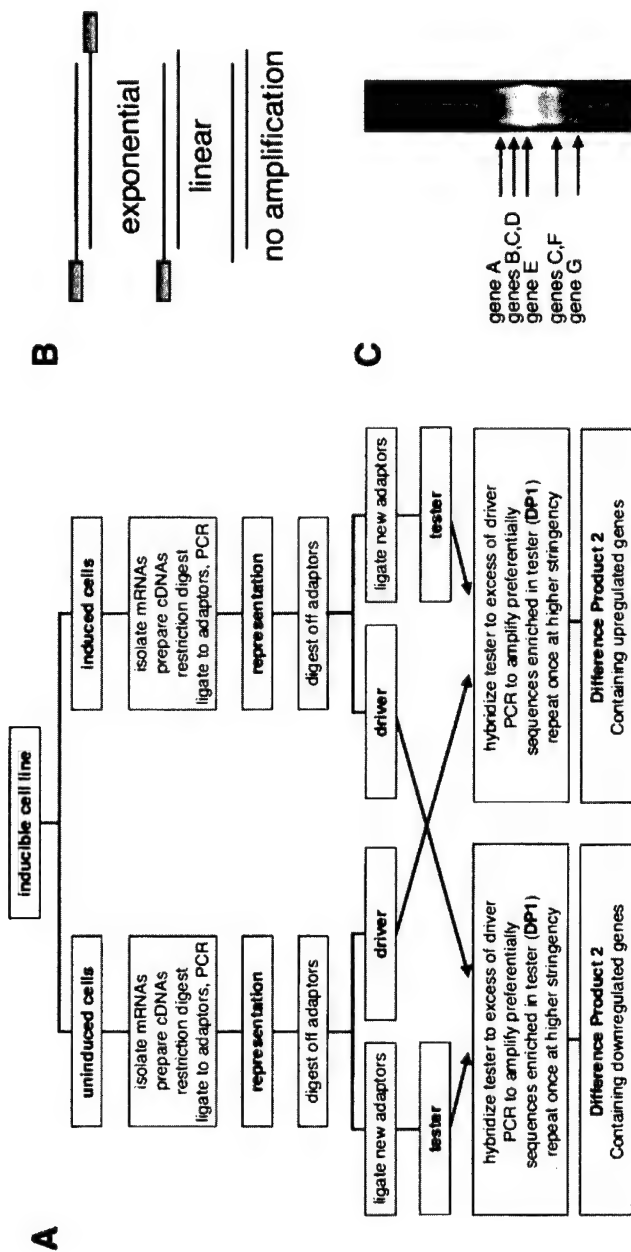 A
inducible cell line
uninduced cells
induced cells
isolate mRNAs
prepare cDNAs
restriction digest
ligate to adaptors, PCR
isolate mRNAs
prepare cDNAs
restriction digest
ligate to adaptors, PCR
representation
representation
digest off adaptors
digest off adaptors
ligate new adaptors
driver
driver
ligate new adaptors
tester
tester
hybridize tester to excess of driver
PCR to amplify preferentially
sequences enriched in tester (DP1)
repeat once at higher stringency
hybridize tester to excess of driver
PCR to amplify preferentially
sequences enriched in tester (DP1)
repeat once at higher stringency
Difference Product 2
Containing downregulated genes
Difference Product 2
Containing upregulated genes
B
exponential
linear
no amplification
C
gene A
genes B,C,D
gene E
genes C,F
gene G